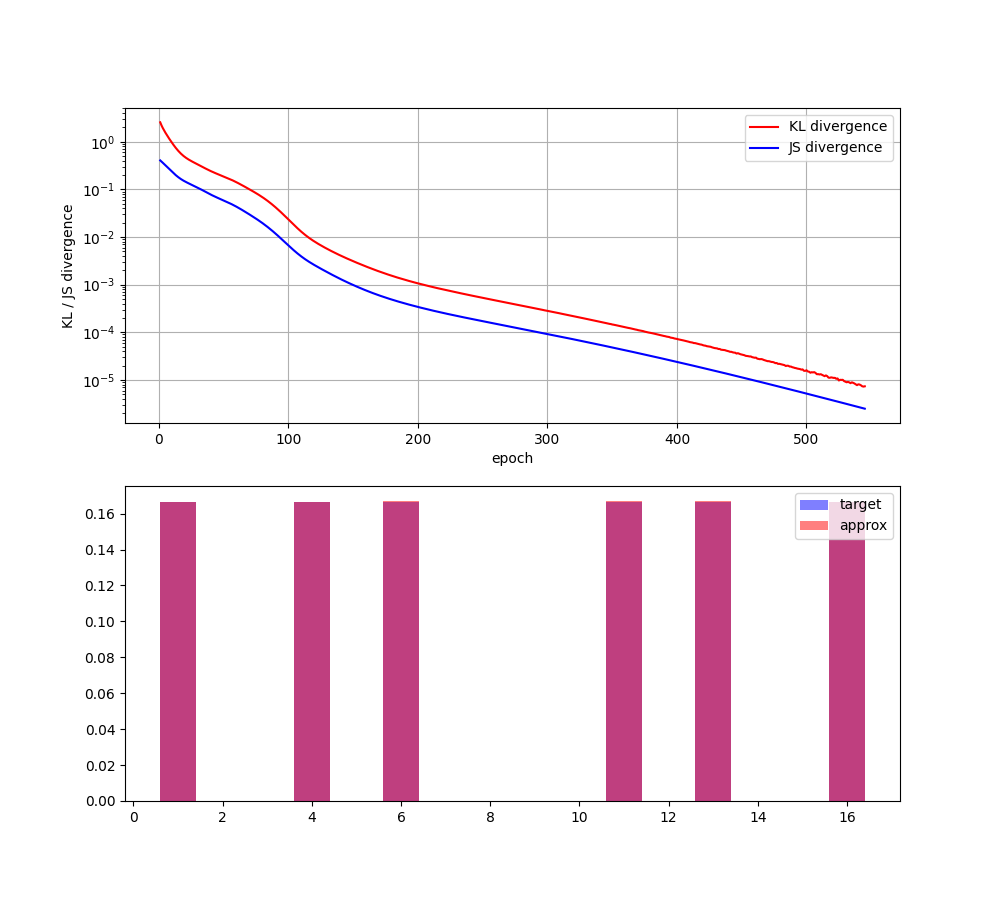 KL / JS divergence
10^0
10^-1
10^-2
10^-3
10^-4
10^-5
KL divergence
JS divergence
0 100 200 300 400 500
epoch
0.16
0.14
0.12
0.10
0.08
0.06
0.04
0.02
0.00
target
approx
0 2 4 6 8 10 12 14 16